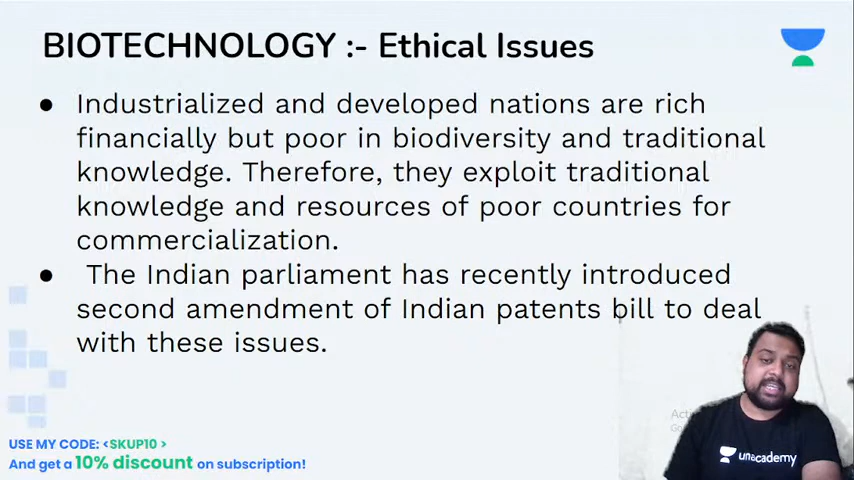 BIOTECHNOLOGY :- Ethical Issues
● Industrialized and developed nations are rich
financially but poor in biodiversity and traditional
knowledge. Therefore, they exploit traditional
knowledge and resources of poor countries for
commercialization.
● The Indian parliament has recently introduced
second amendment of Indian patents bill to deal
with these issues.
USE MY CODE: <SKUP10 >
And get a 10% discount on subscription!
unacademy